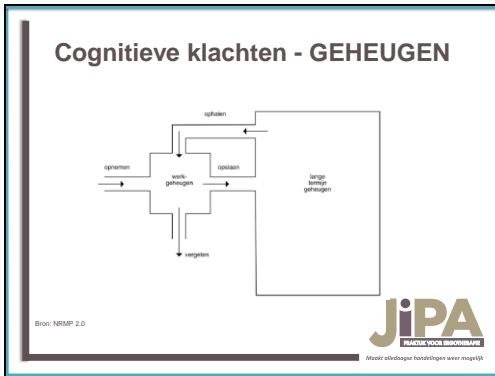 Cognitieve klachten - GEHEUGEN
ophalen
opnemen
werk-
geheugen
opslaan
lange
termijn
geheugen
vergeten
Bron: NRMP 2.0
JiPA
PRAKTIJK VOOR ERGOTHERAPIE
Maakt alledaagse handelingen weer mogelijk